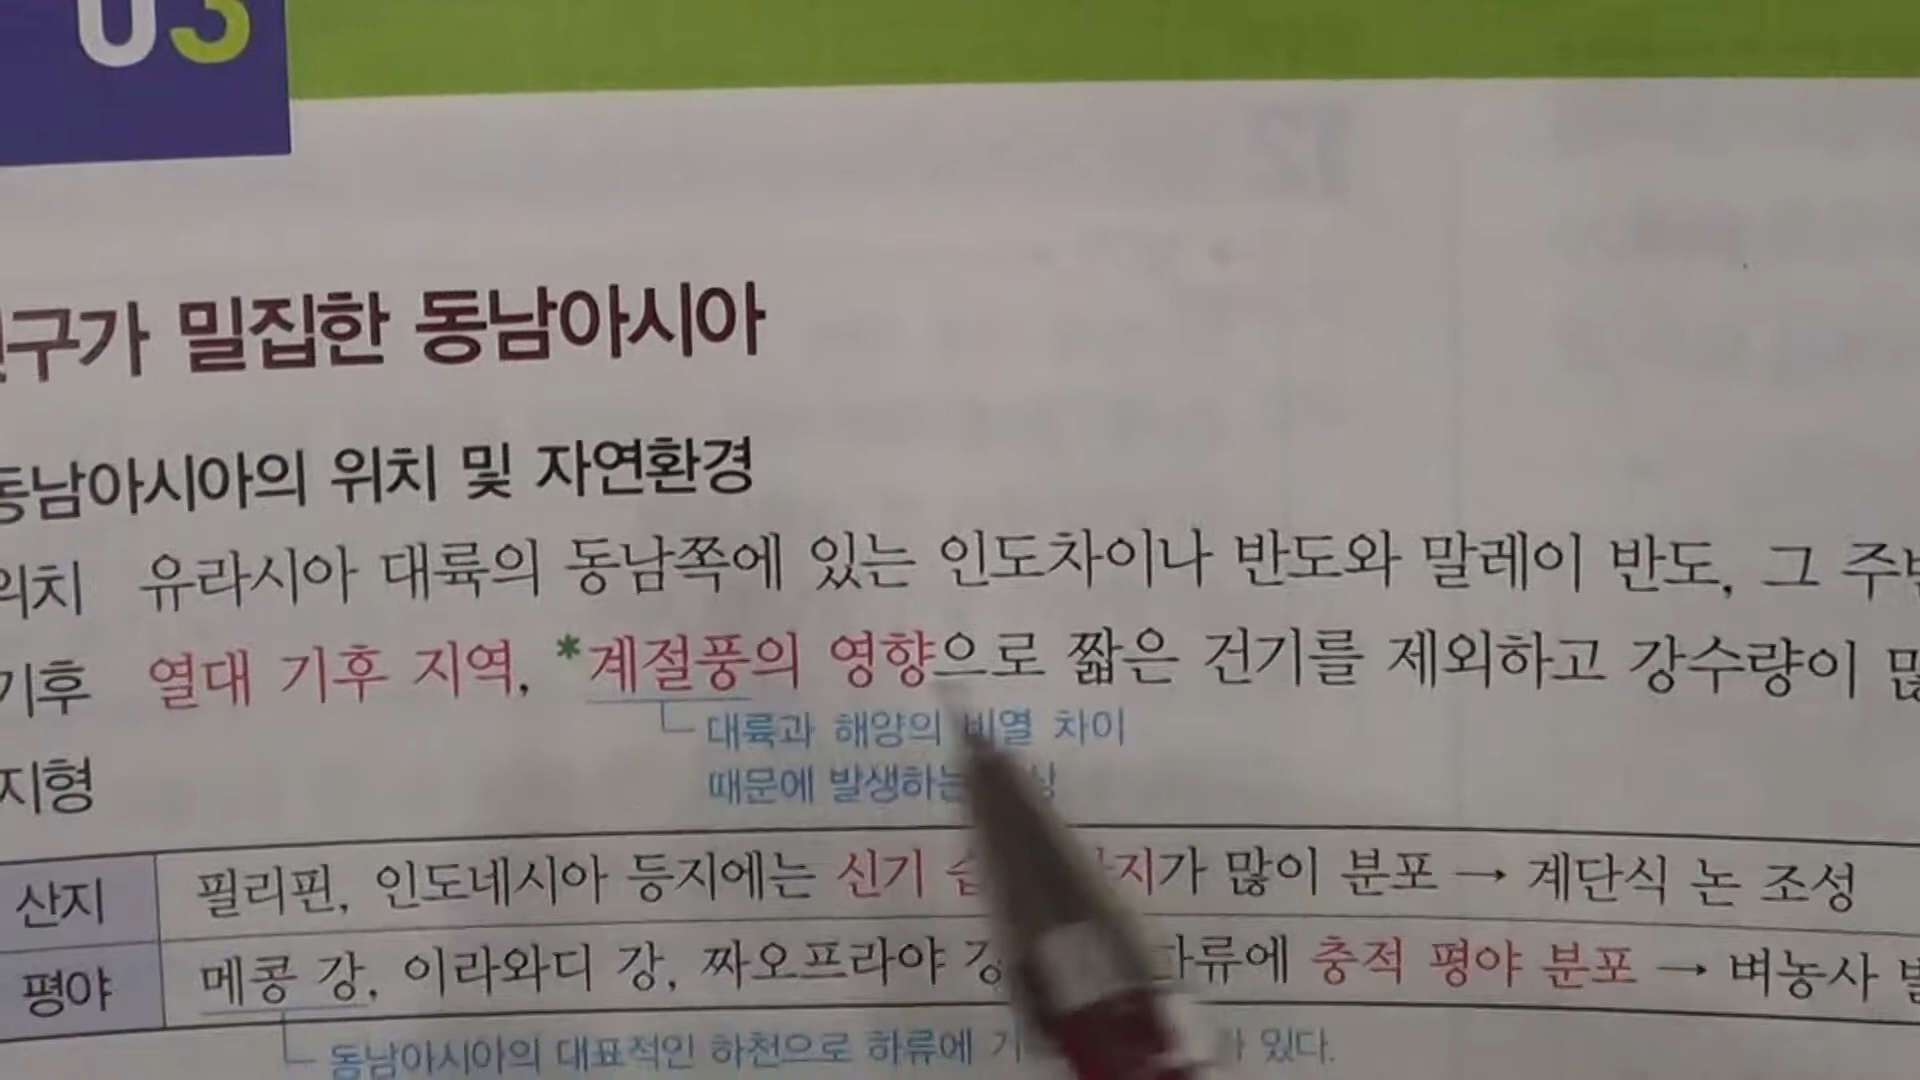 03
구가 밀집한 동남아시아
동남아시아의 위치 및 자연환경
위치 유라시아 대륙의 동남쪽에 있는 인도차이나 반도와 말레이 반도, 그 주변
기후 열대 기후 지역, *계절풍의 영향으로 짧은 건기를 제외하고 강수량이 많
대륙과 해양의 비열 차이
때문에 발생하는
지형
산지 필리핀, 인도네시아 등지에는 신기 습 산지가 많이 분포 → 계단식 논 조성
평야 메콩 강, 이라와디 강, 짜오프라야 강 하류에 충적 평야 분포 → 벼농사
동남아시아의 대표적인 하천으로 하류에 가 있다.